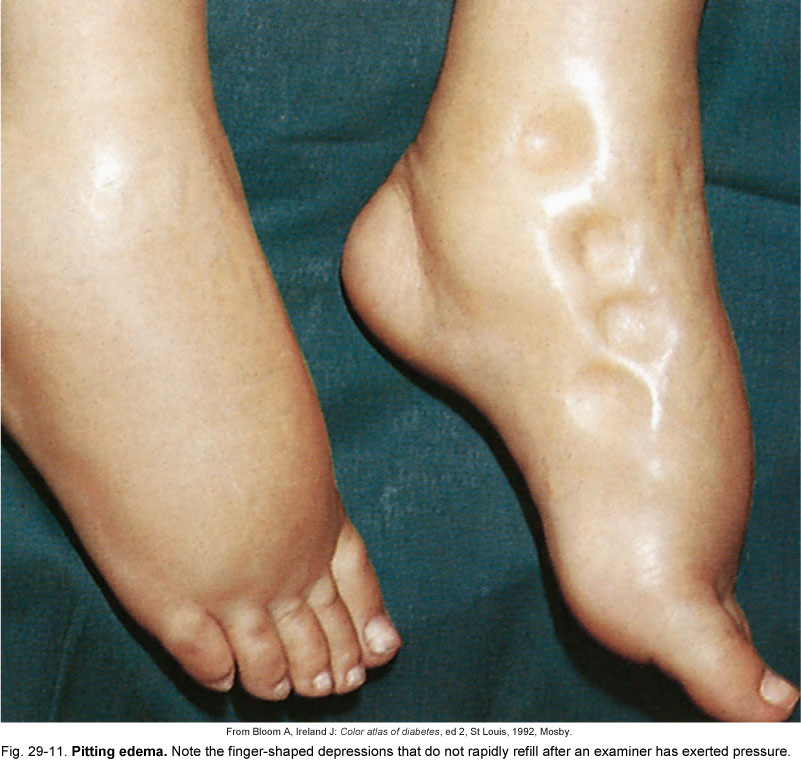 From Bloom A, Ireland J: Color atlas of diabetes, ed 2, St Louis, 1992, Mosby.
Fig. 29-11. Pitting edema. Note the finger-shaped depressions that do not rapidly refill after an examiner has exerted pressure.